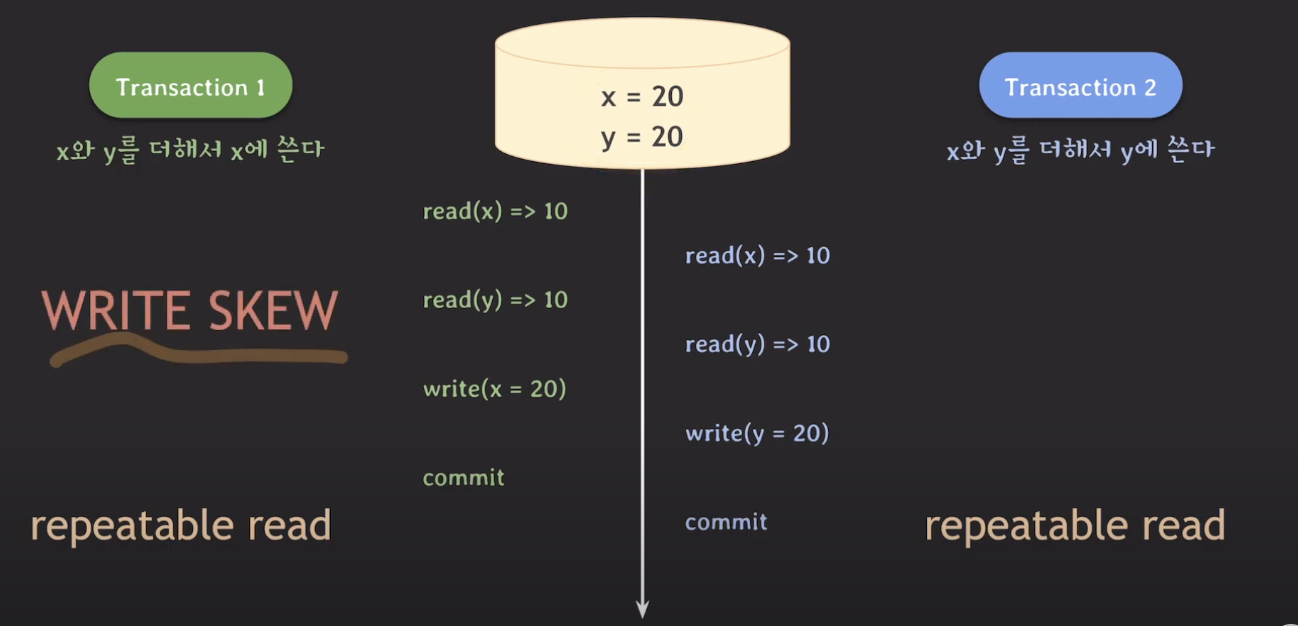 Transaction 1
x와 y를 더해서 x에 쓴다
x = 20
y = 20
Transaction 2
x와 y를 더해서 y에 쓴다
read(x) => 10
read(x) => 10
WRITE SKEW
read(y) => 10
read(y) => 10
write(x = 20)
write(y = 20)
commit
commit
repeatable read
repeatable read